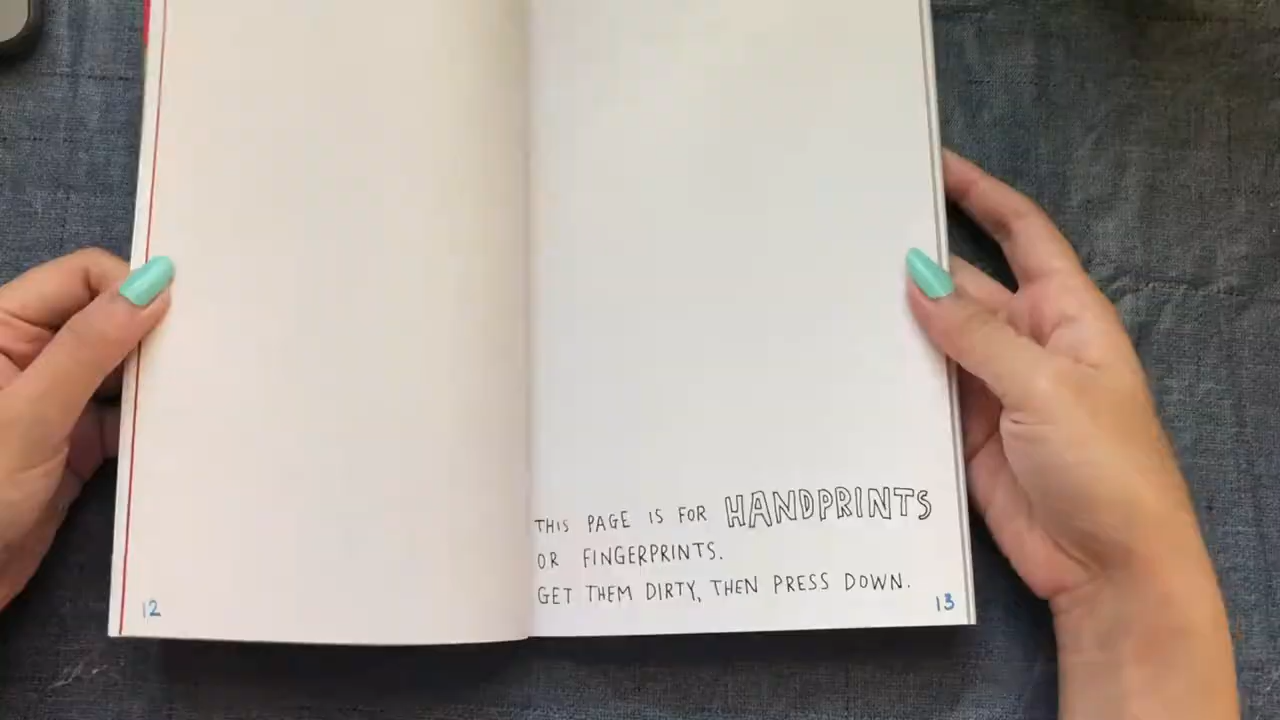 THIS PAGE IS FOR HANDPRINTS
OR FINGERPRINTS.
GET THEM DIRTY, THEN PRESS DOWN.
12
13